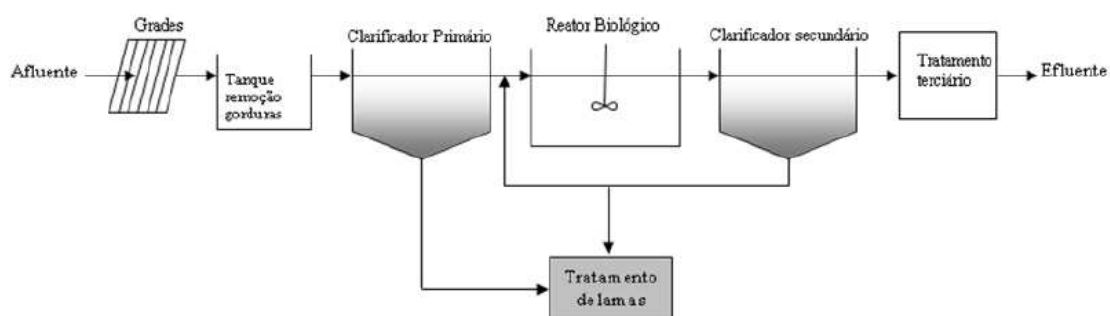 Grades
Afluente
Tanque
remoção
gorduras
Clarificador Primário
Reator Biológico
Clarificador secundário
Tratamento
terciário
Efluente
Tratamento
de lamas